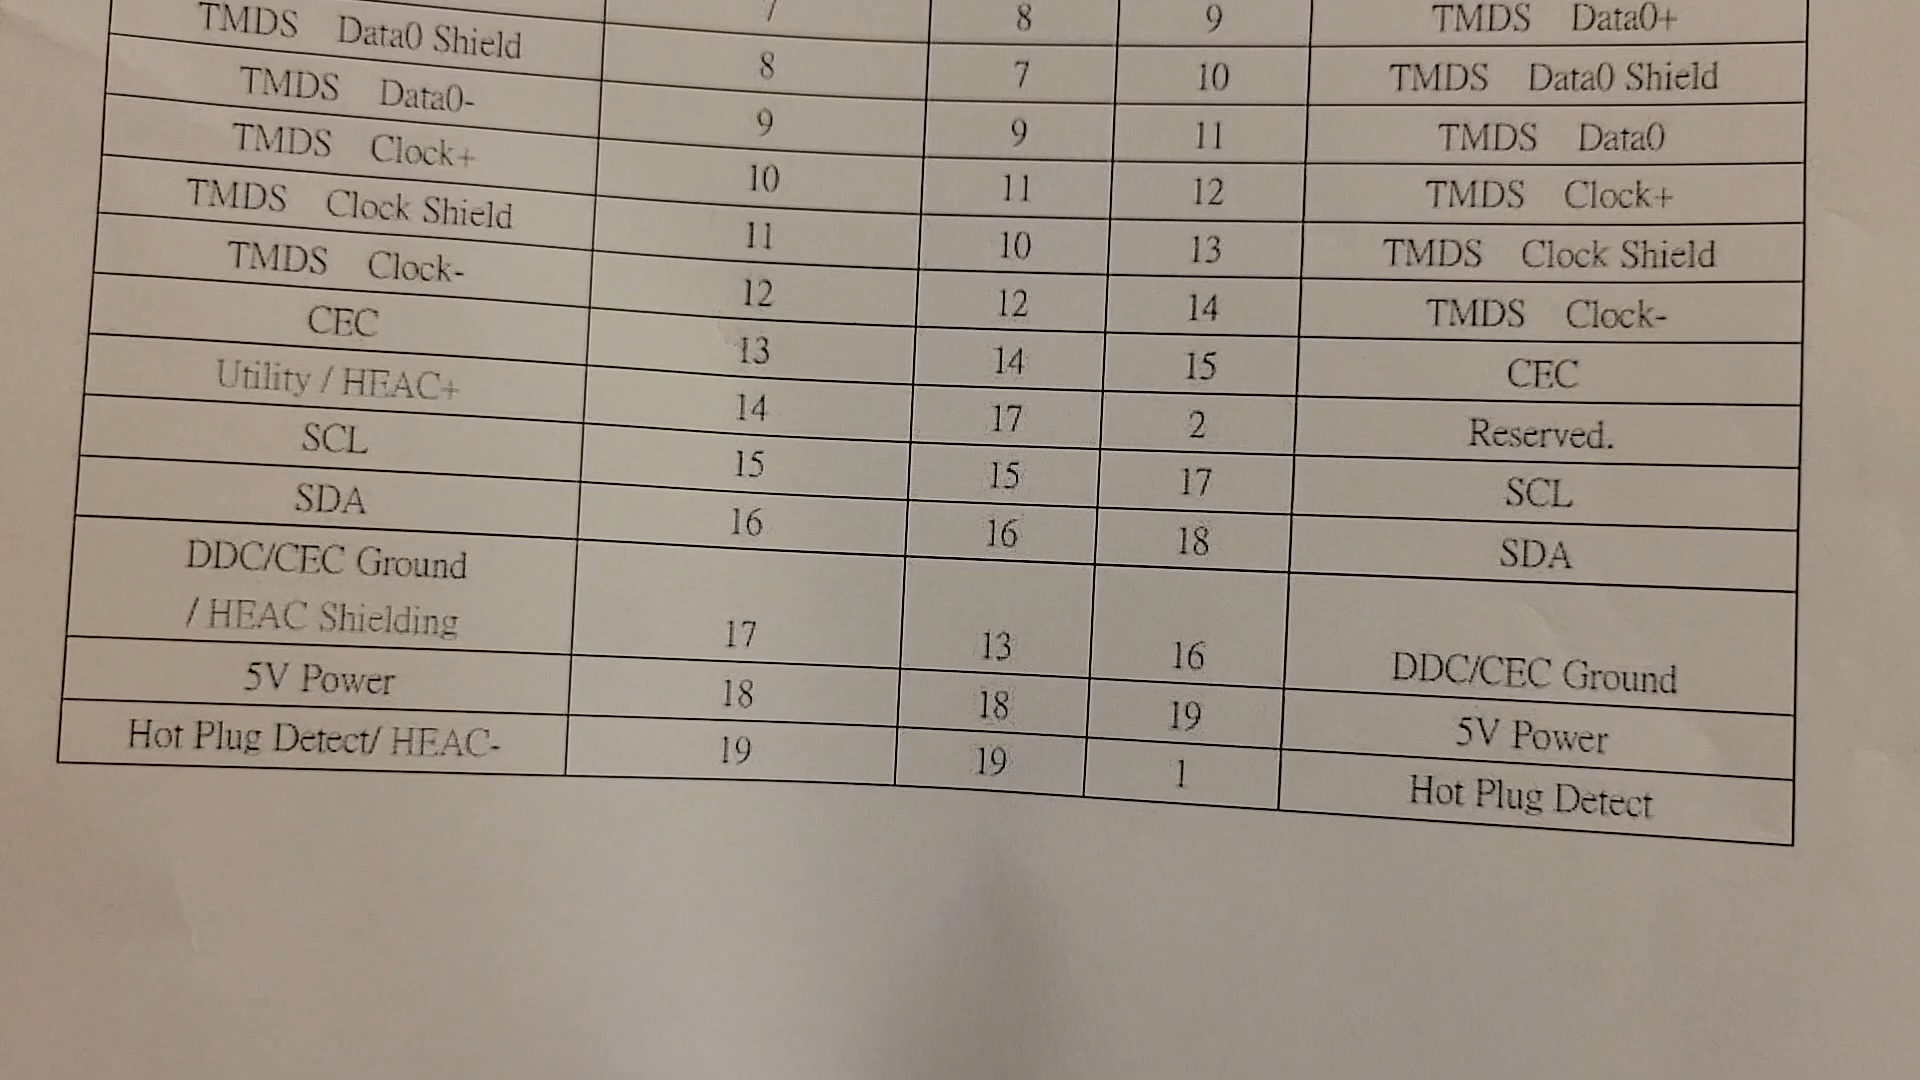 7 8 9 TMDS Data0+
TMDS Data0 Shield 8 7 10 TMDS Data0 Shield
TMDS Data0- 9 9 11 TMDS Data0
TMDS Clock+ 10 11 12 TMDS Clock+
TMDS Clock Shield 11 10 13 TMDS Clock Shield
TMDS Clock- 12 12 14 TMDS Clock-
CEC 13 14 15 CEC
Utility / HEAC+ 14 17 2 Reserved.
SCL 15 15 17 SCL
SDA 16 16 18 SDA
DDC/CEC Ground
/ HEAC Shielding 17 13 16 DDC/CEC Ground
5V Power 18 18 19 5V Power
Hot Plug Detect/ HEAC- 19 19 1 Hot Plug Detect